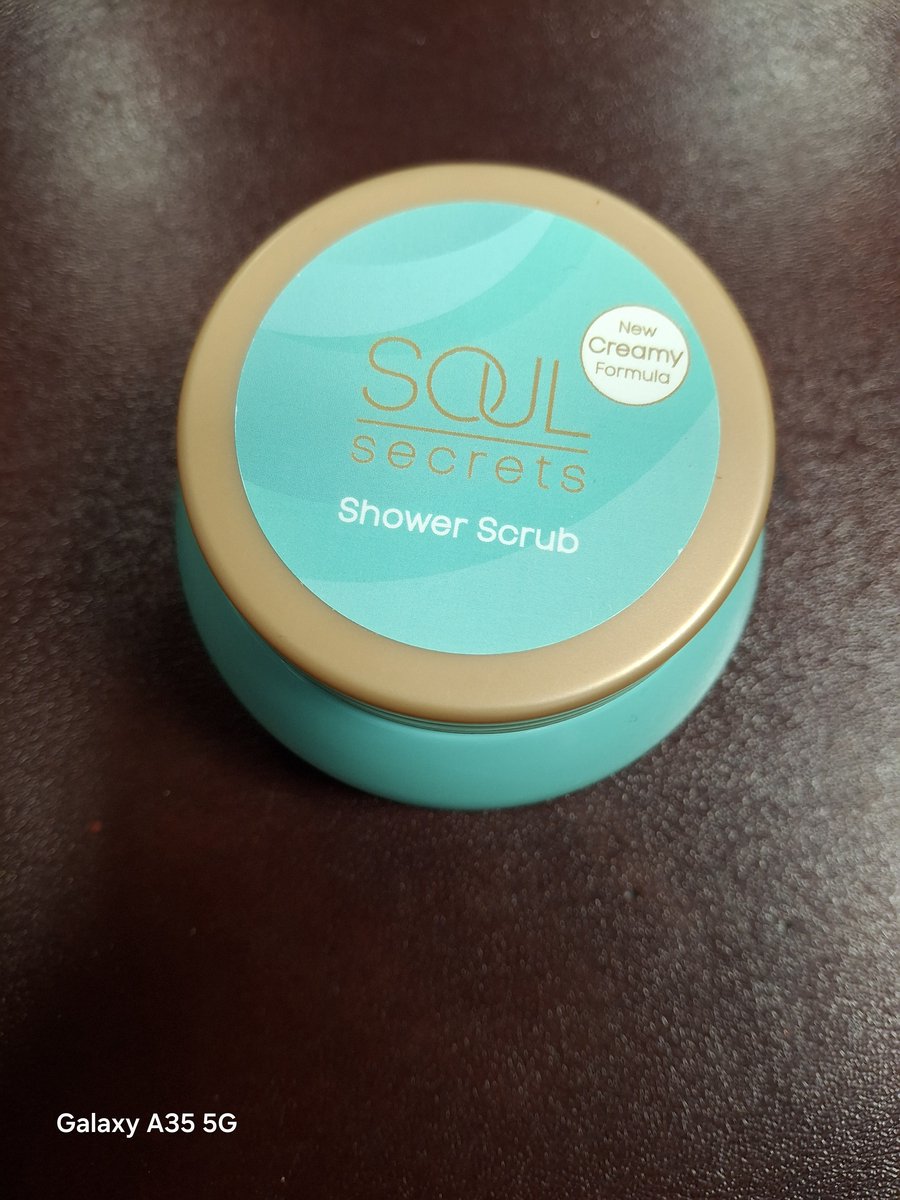 New
Creamy
Formula
SOUL
secrets
Shower Scrub
Galaxy A35 5G